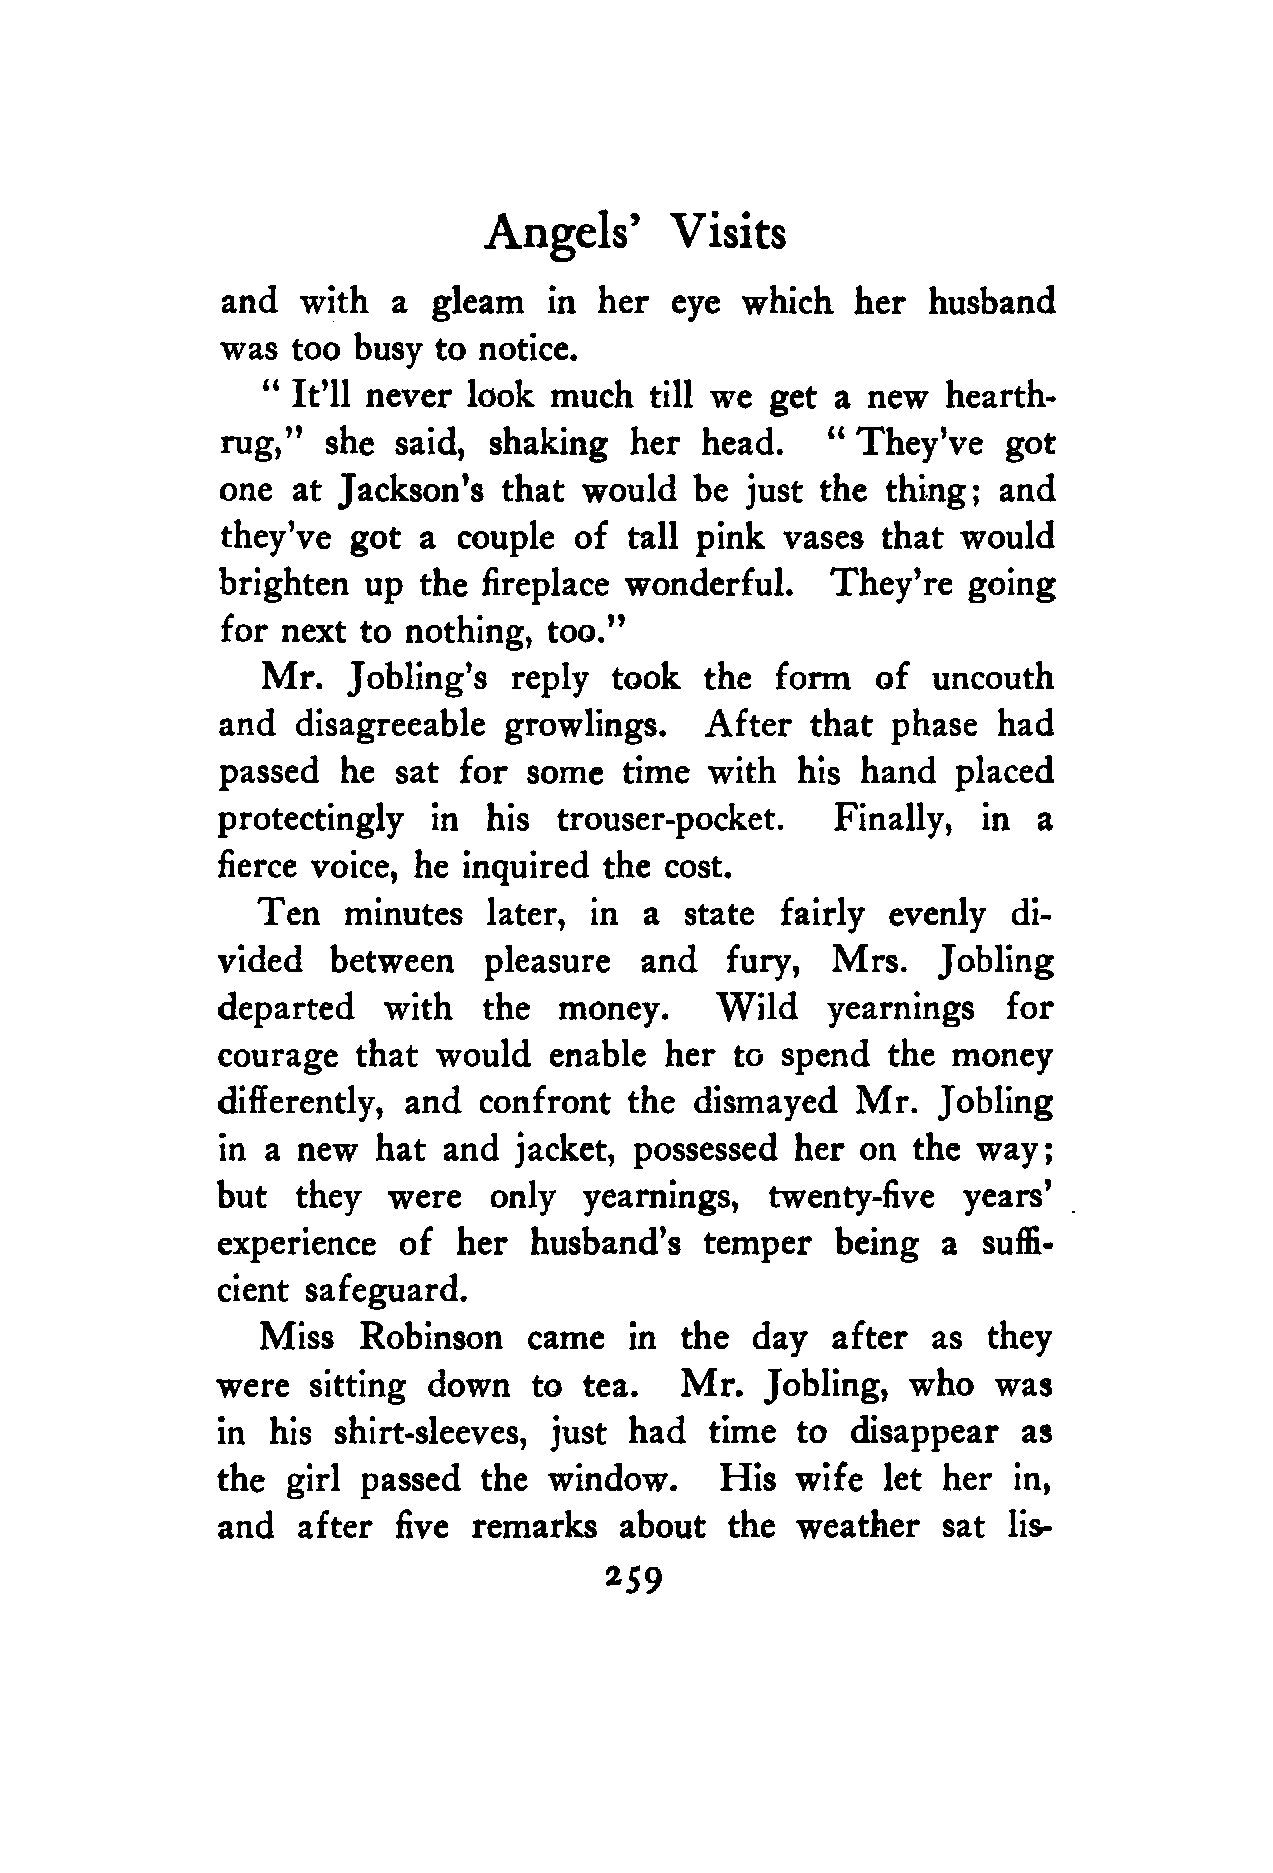 Angels' Visits
and with a gleam in her eye which her husband
was too busy to notice.
" It'll never look much till we get a new hearth-
rug," she said, shaking her head. " They've got
one at Jackson's that would be just the thing; and
they've got a couple of tall pink vases that would
brighten up the fireplace wonderful. They're going
for next to nothing, too."
Mr. Jobling's reply took the form of uncouth
and disagreeable growlings. After that phase had
passed he sat for some time with his hand placed
protectingly in his trouser-pocket. Finally, in a
fierce voice, he inquired the cost.
Ten minutes later, in a state fairly evenly di-
vided between pleasure and fury, Mrs. Jobling
departed with the money. Wild yearnings for
courage that would enable her to spend the money
differently, and confront the dismayed Mr. Jobling
in a new hat and jacket, possessed her on the way;
but they were only yearnings, twenty-five years'
experience of her husband's temper being a suffi-
cient safeguard.
Miss Robinson came in the day after as they
were sitting down to tea. Mr. Jobling, who was
in his shirt-sleeves, just had time to disappear as
the girl passed the window. His wife let her in,
and after five remarks about the weather sat lis-
259